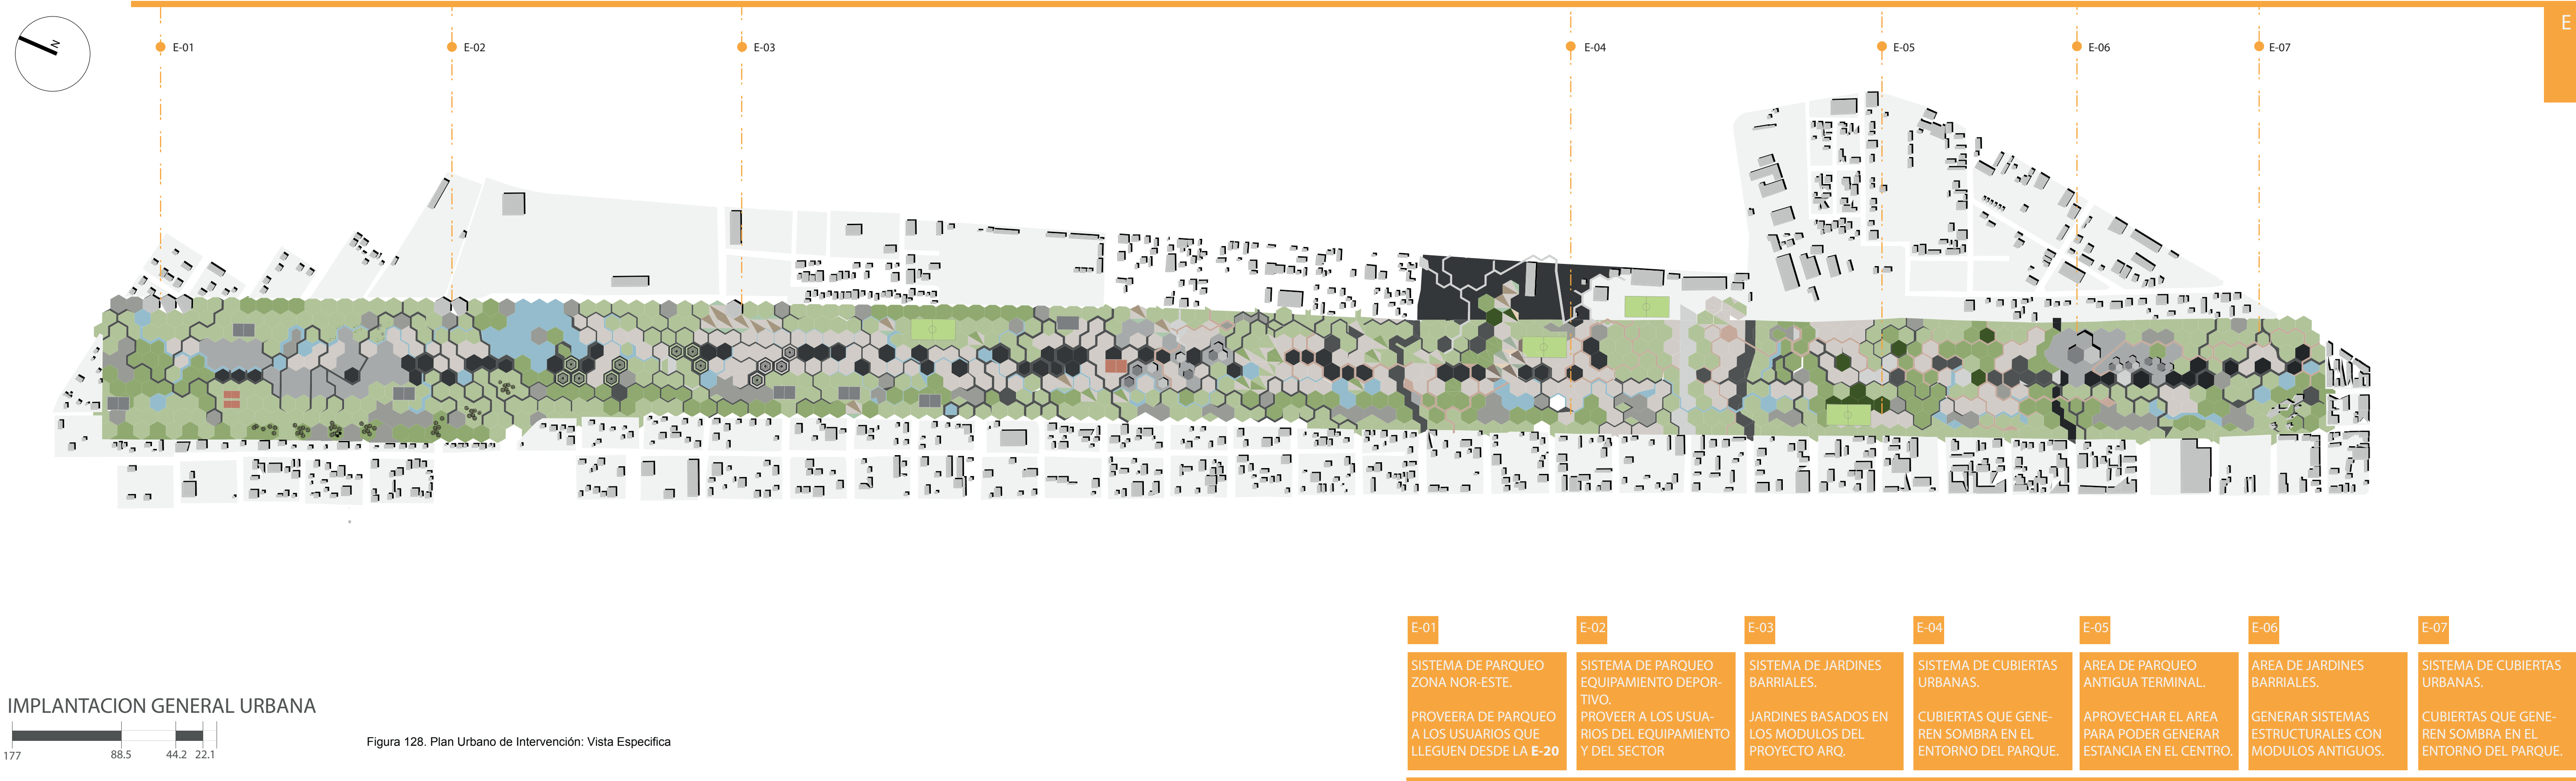 E
N
E-01
E-02
E-03
E-04
E-05
E-06
E-07
E-01
SISTEMA DE PARQUEO
ZONA NOR-ESTE.
PROVEERA DE PARQUEO
A LOS USUARIOS QUE
LLEGUEN DESDE LA E-20
E-02
SISTEMA DE PARQUEO
EQUIPAMIENTO DEPOR-
TIVO.
PROVEER A LOS USUA-
RIOS DEL EQUIPAMIENTO
Y DEL SECTOR
E-03
SISTEMA DE JARDINES
BARRIALES.
JARDINES BASADOS EN
LOS MODULOS DEL
PROYECTO ARQ.
E-04
SISTEMA DE CUBIERTAS
URBANAS.
CUBIERTAS QUE GENE-
REN SOMBRA EN EL
ENTORNO DEL PARQUE.
E-05
AREA DE PARQUEO
ANTIGUA TERMINAL.
APROVECHAR EL AREA
PARA PODER GENERAR
ESTANCIA EN EL CENTRO.
E-06
AREA DE JARDINES
BARRIALES.
GENERAR SISTEMAS
ESTRUCTURALES CON
MODULOS ANTIGUOS.
E-07
SISTEMA DE CUBIERTAS
URBANAS.
CUBIERTAS QUE GENE-
REN SOMBRA EN EL
ENTORNO DEL PARQUE.
IMPLANTACION GENERAL URBANA
177 88.5 44.2 22.1
Figura 128. Plan Urbano de Intervención: Vista Especifica